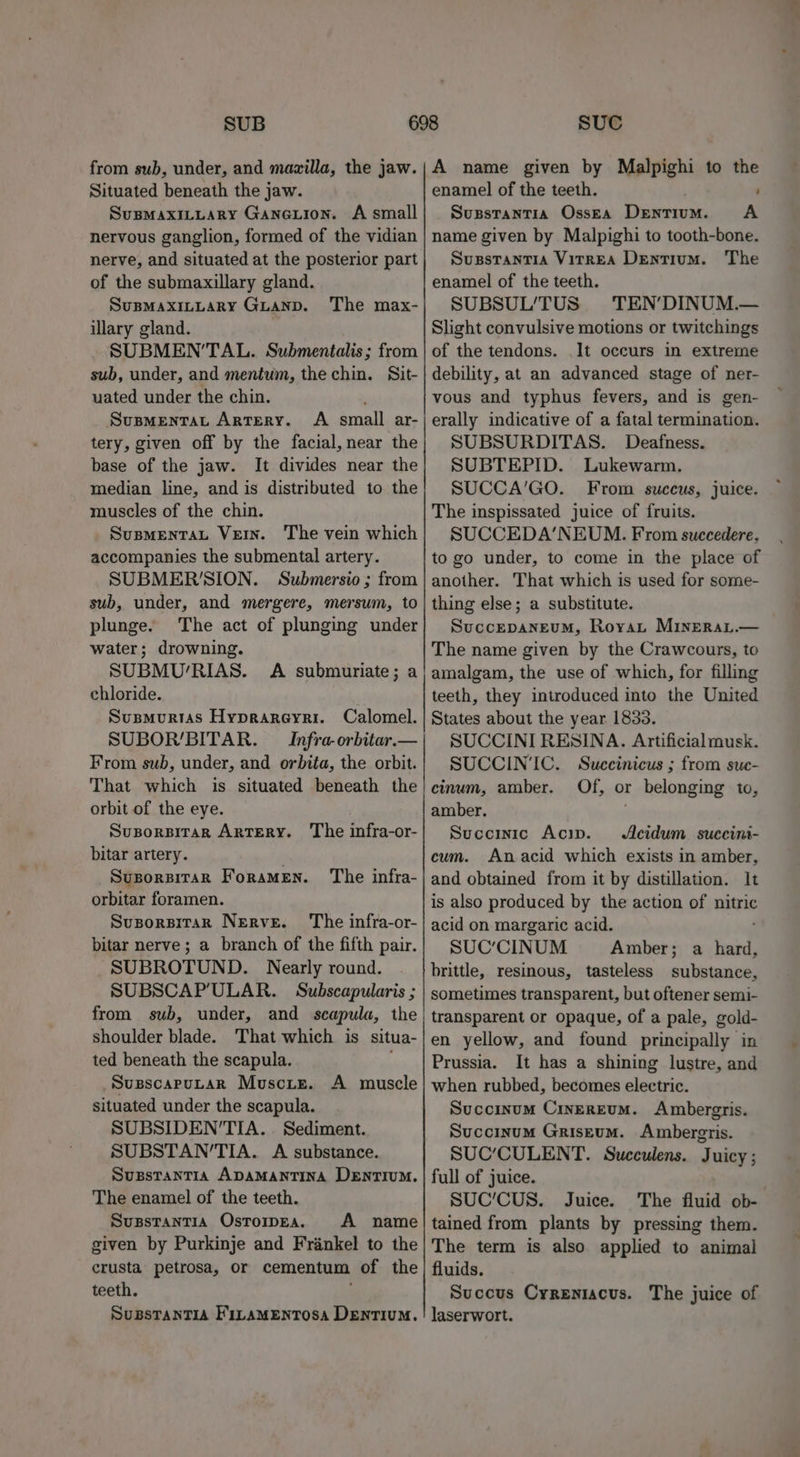 SUB 698 SUC
from sub, under, and maxilla, the jaw.
Situated beneath the jaw.
SUBMAXILLARY GANGLION. A small
nervous ganglion, formed of the vidian
nerve, and situated at the posterior part
of the submaxillary gland.
SUBMAXILLARY GLAND. The max-
illary gland.
SUBMEN'TAL. Submentalis; from
sub, under, and mentum, the chin. Sit-
uated under the chin.
SUBMENTAL ARTERY. A small ar-
tery, given off by the facial, near the
base of the jaw. It divides near the
median line, and is distributed to the
muscles of the chin.
SUBMENTAL VEIN. The vein which
accompanies the submental artery.
SUBMER'SION. Submersio; from
sub, under, and mergere, mersum, to
plunge. The act of plunging under
water; drowning.
SUBMU'RIAS. A submuriate; a
chloride.
SUBMURIAS HYDRARGYRI. Calomel.
SUBOR'BITAR. Infra-orbitar.—
From sub, under, and orbita, the orbit.
That which is situated beneath the
orbit of the eye.
SUBORBITAR ARTERY. The infra-or-
bitar artery.
SUBORBITAR FORAMEN. The infra-
orbitar foramen.
SUBORBITAR NERVE. The infra-or-
bitar nerve; a branch of the fifth pair.
SUBROTUND. Nearly round.
SUBSCAP'ULAR. Subscapularis;
from sub, under, and scapula, the
shoulder blade. That which is situa-
ted beneath the scapula.
SUBSCAPULAR MUSCLE. A muscle
situated under the scapula.
SUBSIDEN'TIA. Sediment.
SUBSTAN'TIA. A substance.
SUBSTANTIA ADAMANTINA DENTIUM.
The enamel of the teeth.
SUBSTANTIA OSTOIDEA. A name
given by Purkinje and Fränkel to the
crusta petrosa, or cementum of the
teeth.
SUBSTANTIA FILAMENTOSA DENTIUM.
A name given by Malpighi to the
enamel of the teeth.
SUBSTANTIA OSSEA DENTIUM. A
name given by Malpighi to tooth-bone.
SUBSTANTIA VITREA DENTIUM. The
enamel of the teeth.
SUBSUL'TUS TEN'DINUM.—
Slight convulsive motions or twitchings
of the tendons. It occurs in extreme
debility, at an advanced stage of ner-
vous and typhus fevers, and is gen-
erally indicative of a fatal termination.
SUBSURDITAS. Deafness.
SUBTEPID. Lukewarm.
SUCCA'GO. From succus, juice.
The inspissated juice of fruits.
SUCCEDA'NEUM. From succedere,
to go under, to come in the place of
another. That which is used for some-
thing else; a substitute.
SUCCEDANEUM, ROYAL MINERAL.—
The name given by the Crawcours, to
amalgam, the use of which, for filling
teeth, they introduced into the United
States about the year 1833.
SUCCINI RESINA. Artificial musk.
SUCCIN'IC. Succinicus; from suc-
cinum, amber. Of, or belonging to,
amber.
SUCCINIC ACID. Acidum succini-
cum. An acid which exists in amber,
and obtained from it by distillation. It
is also produced by the action of nitric
acid on margaric acid.
SUC'CINUM Amber; a hard,
brittle, resinous, tasteless substance,
sometimes transparent, but oftener semi-
transparent or opaque, of a pale, gold-
en yellow, and found principally in
Prussia. It has a shining lustre, and
when rubbed, becomes electric.
SUCCINUM CINEREUM. Ambergris.
SUCCINUM GRISEUM. Ambergris.
SUC'CULENT. Succulens. Juicy;
full of juice.
SUC'CUS. Juice. The fluid ob-
tained from plants by pressing them.
The term is also applied to animal
fluids.
SUCCUS CYRENIACUS. The juice of
laserwort.